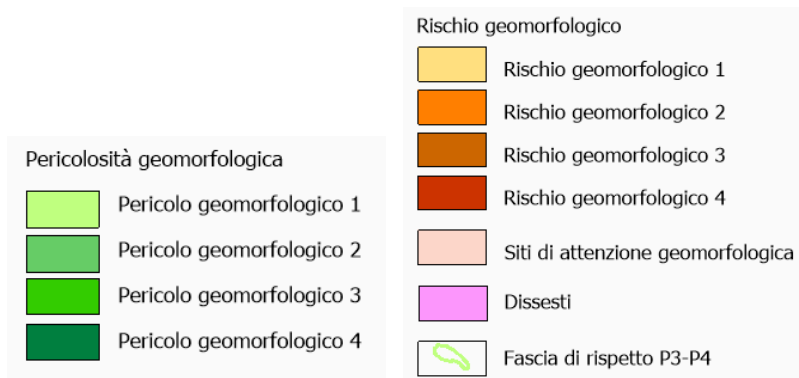 Pericolosità geomorfologica
Pericolo geomorfologico 1
Pericolo geomorfologico 2
Pericolo geomorfologico 3
Pericolo geomorfologico 4
Rischio geomorfologico
Rischio geomorfologico 1
Rischio geomorfologico 2
Rischio geomorfologico 3
Rischio geomorfologico 4
Siti di attenzione geomorfologica
Dissesti
Fascia di rispetto P3-P4